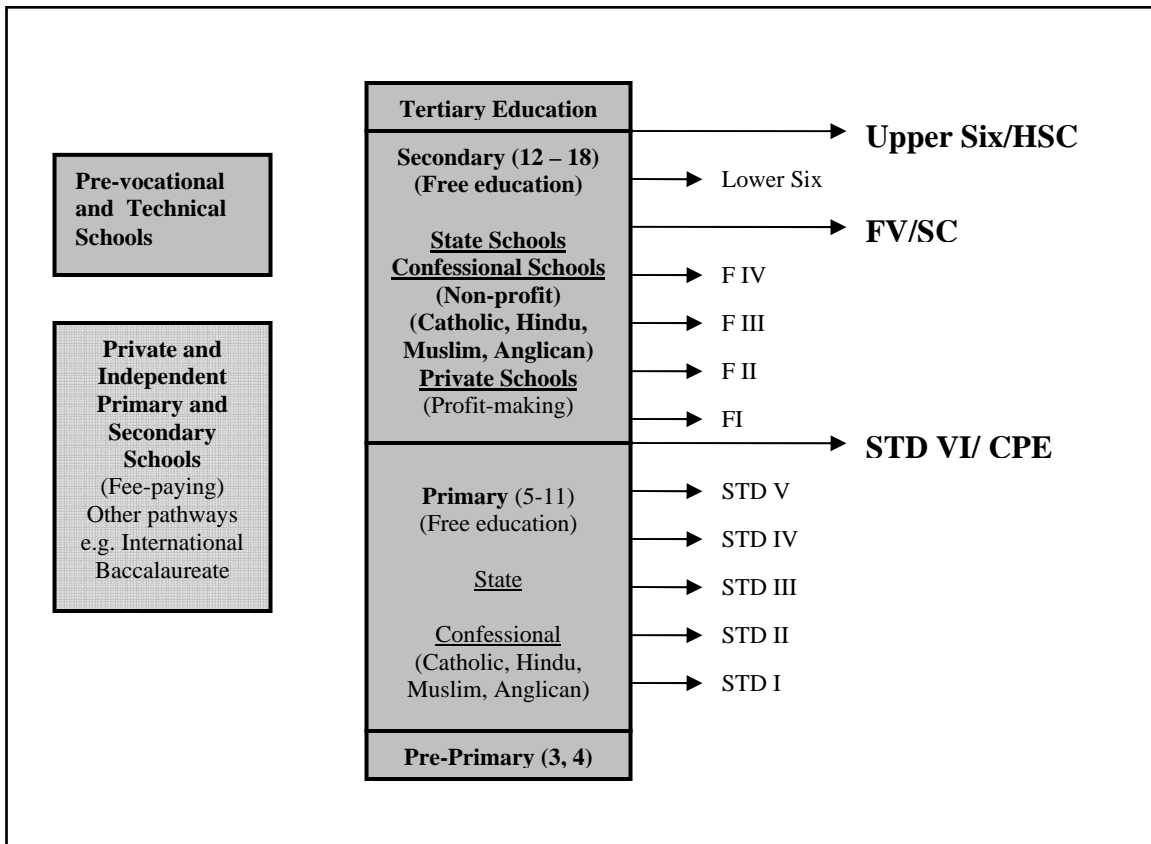 Tertiary Education
Secondary (12 – 18)
(Free education)
State Schools
Confessional Schools
(Non-profit)
(Catholic, Hindu,
Muslim, Anglican)
Private Schools
(Profit-making)
Primary (5-11)
(Free education)
State
Confessional
(Catholic, Hindu,
Muslim, Anglican)
Pre-Primary (3, 4)
Pre-vocational
and Technical
Schools
Private and
Independent
Primary and
Secondary
Schools
(Fee-paying)
Other pathways
e.g. International
Baccalaureate
Upper Six/HSC
Lower Six
FV/SC
F IV
F III
F II
FI
STD VI/ CPE
STD V
STD IV
STD III
STD II
STD I